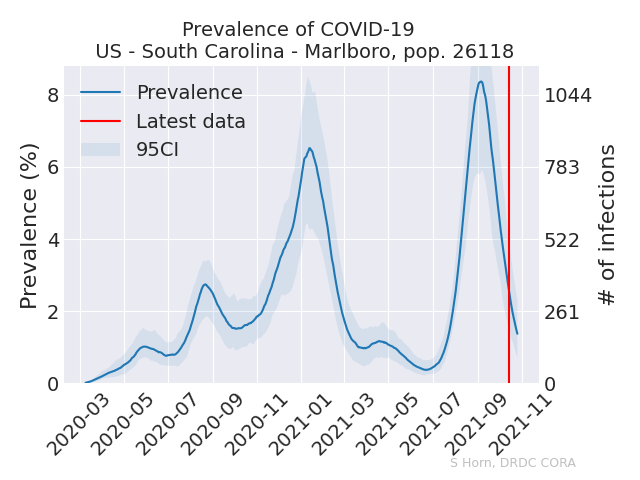 Prevalence of COVID-19
US - South Carolina - Marlboro, pop. 26118
Prevalence
Latest data
95CI
Prevalence (%)
8
6
4
2
0
# of infections
1044
783
522
261
0
2020-03
2020-05
2020-07
2020-09
2020-11
2021-01
2021-03
2021-05
2021-07
2021-09
2021-11
S Horn, DRDC CORA